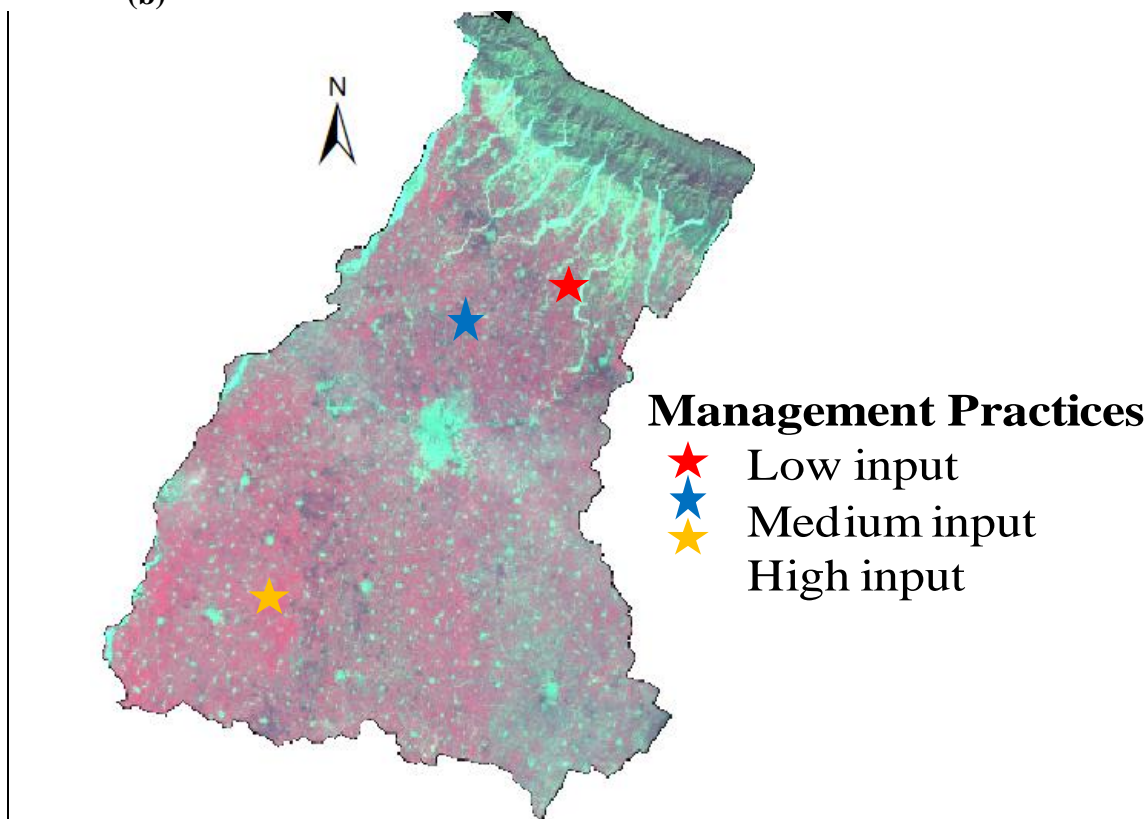 (b)
N
Management Practices
Low input
Medium input
High input